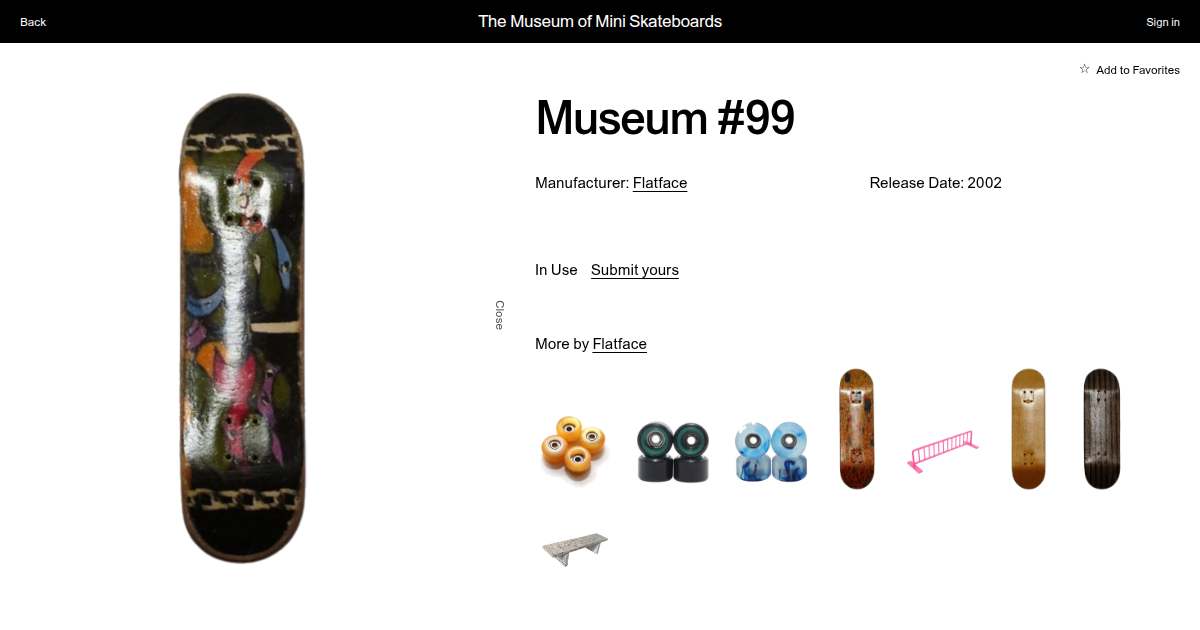 Back
The Museum of Mini Skateboards
Sign in
☆ Add to Favorites
Museum #99
Manufacturer: Flatface
Release Date: 2002
In Use Submit yours
Close
More by Flatface